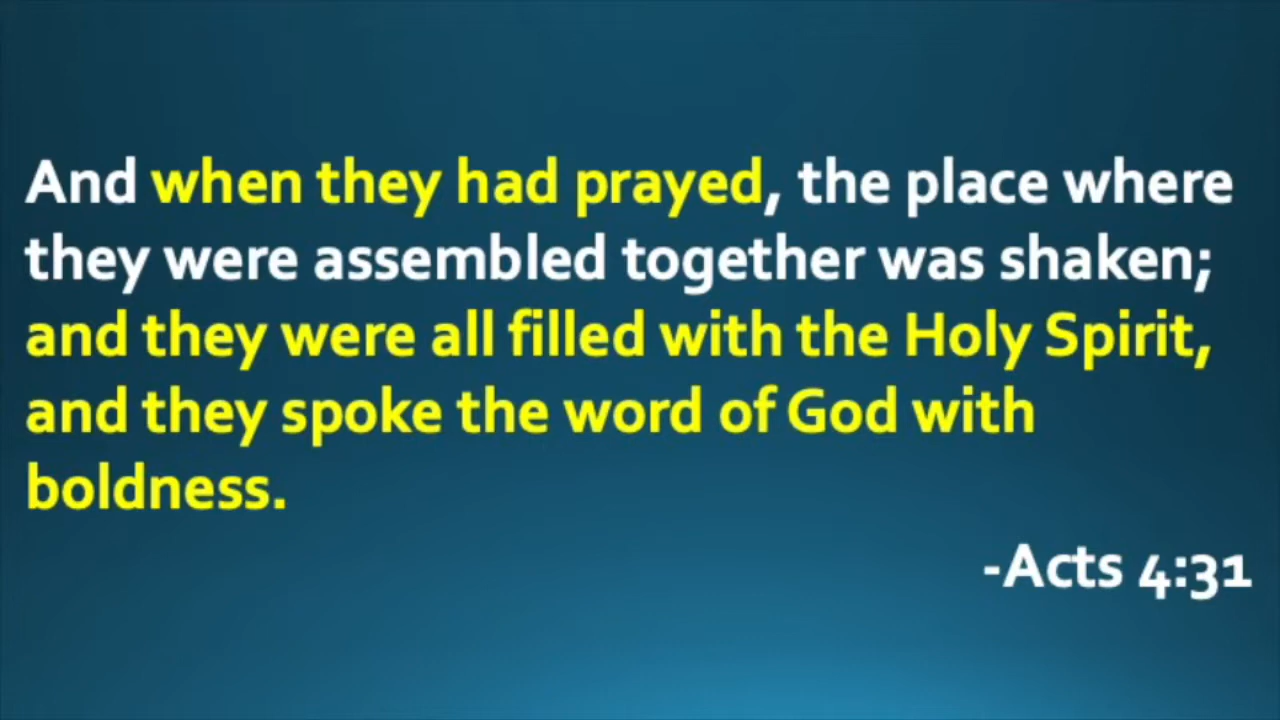 And when they had prayed, the place where
they were assembled together was shaken;
and they were all filled with the Holy Spirit,
and they spoke the word of God with
boldness.
-Acts 4:31